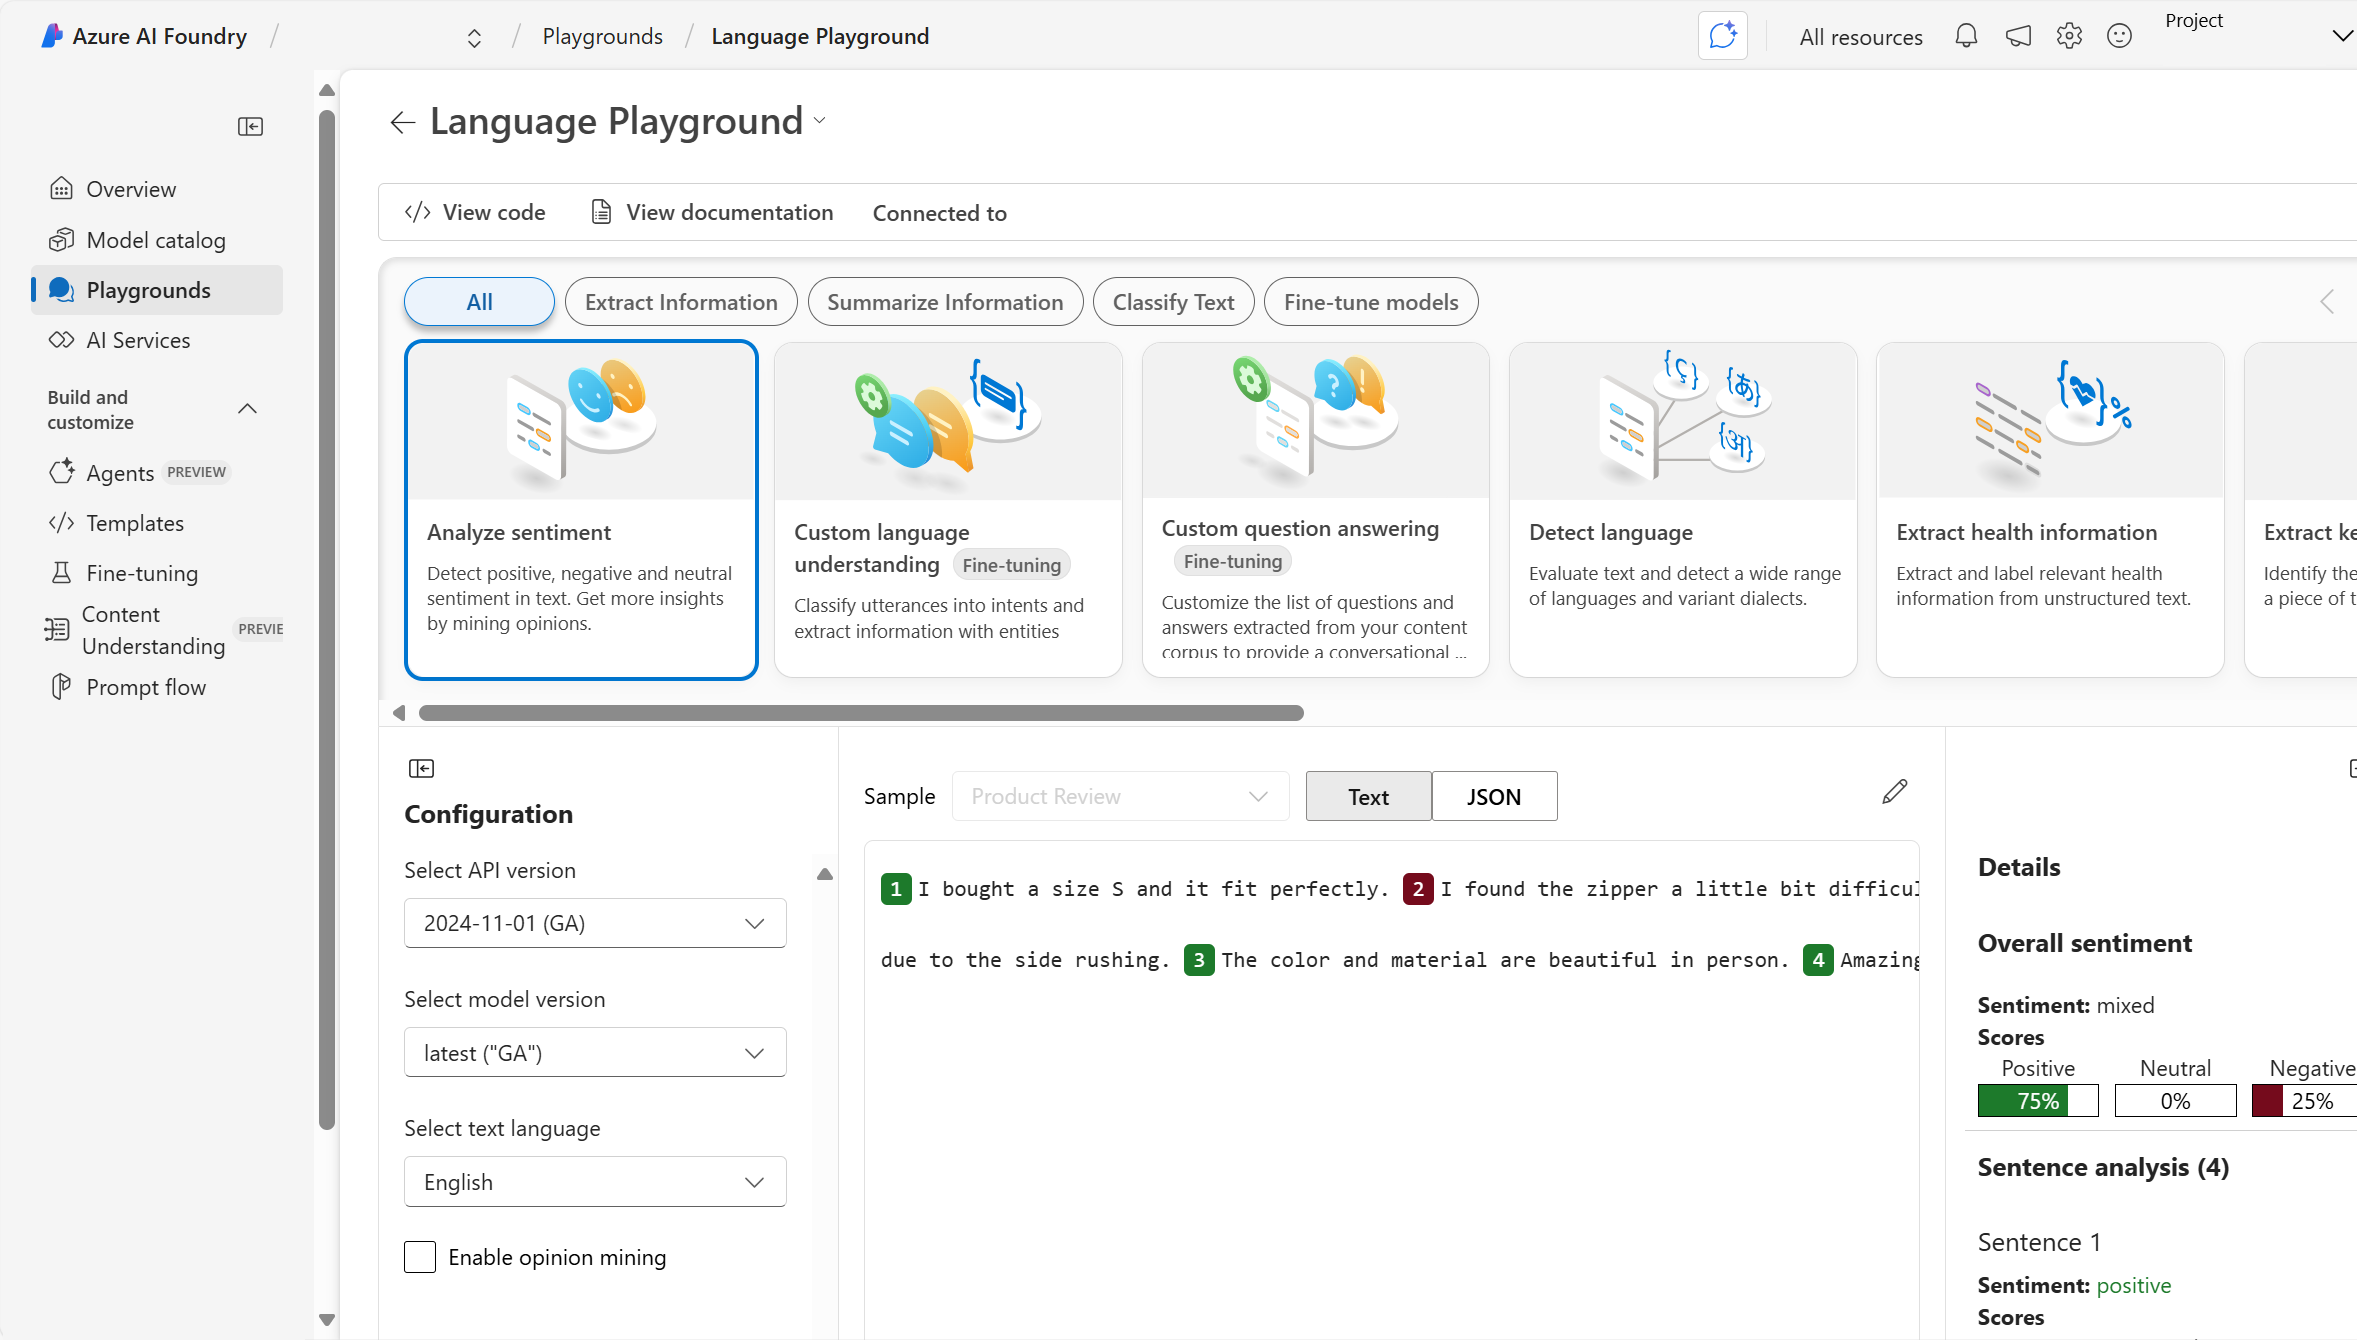 Azure AI Foundry / / Playgrounds / Language Playground
All resources
Project
Language Playground
Overview
Model catalog
Playgrounds
AI Services
Build and
customize
Agents PREVIEW
Templates
Fine-tuning
Content
Understanding PREVIE
Prompt flow
View code View documentation Connected to
All Extract Information Summarize Information Classify Text Fine-tune models
Analyze sentiment
Detect positive, negative and neutral
sentiment in text. Get more insights
by mining opinions.
Custom language
understanding Fine-tuning
Classify utterances into intents and
extract information with entities
Custom question answering
Fine-tuning
Customize the list of questions and
answers extracted from your content
corpus to provide a conversational ...
Detect language
Evaluate text and detect a wide range
of languages and variant dialects.
Extract health information
Extract and label relevant health
information from unstructured text.
Extract ke
Identify the
a piece of t
Configuration
Select API version
2024-11-01 (GA)
Select model version
latest ("GA")
Select text language
English
Enable opinion mining
Sample Product Review Text JSON
1 I bought a size S and it fit perfectly. 2 I found the zipper a little bit difficul
due to the side rushing. 3 The color and material are beautiful in person. 4 Amazing
Details
Overall sentiment
Sentiment: mixed
Scores
Positive Neutral Negative
75% 0% 25%
Sentence analysis (4)
Sentence 1
Sentiment: positive
Scores